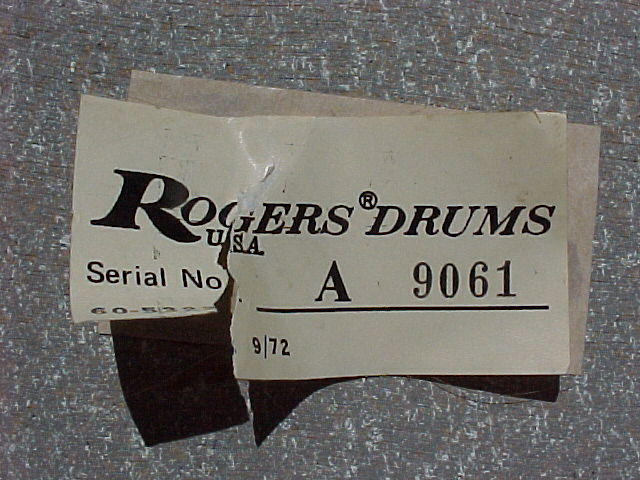 ROGERS® DRUMS
U.S.A.
Serial No A 9061
9/72